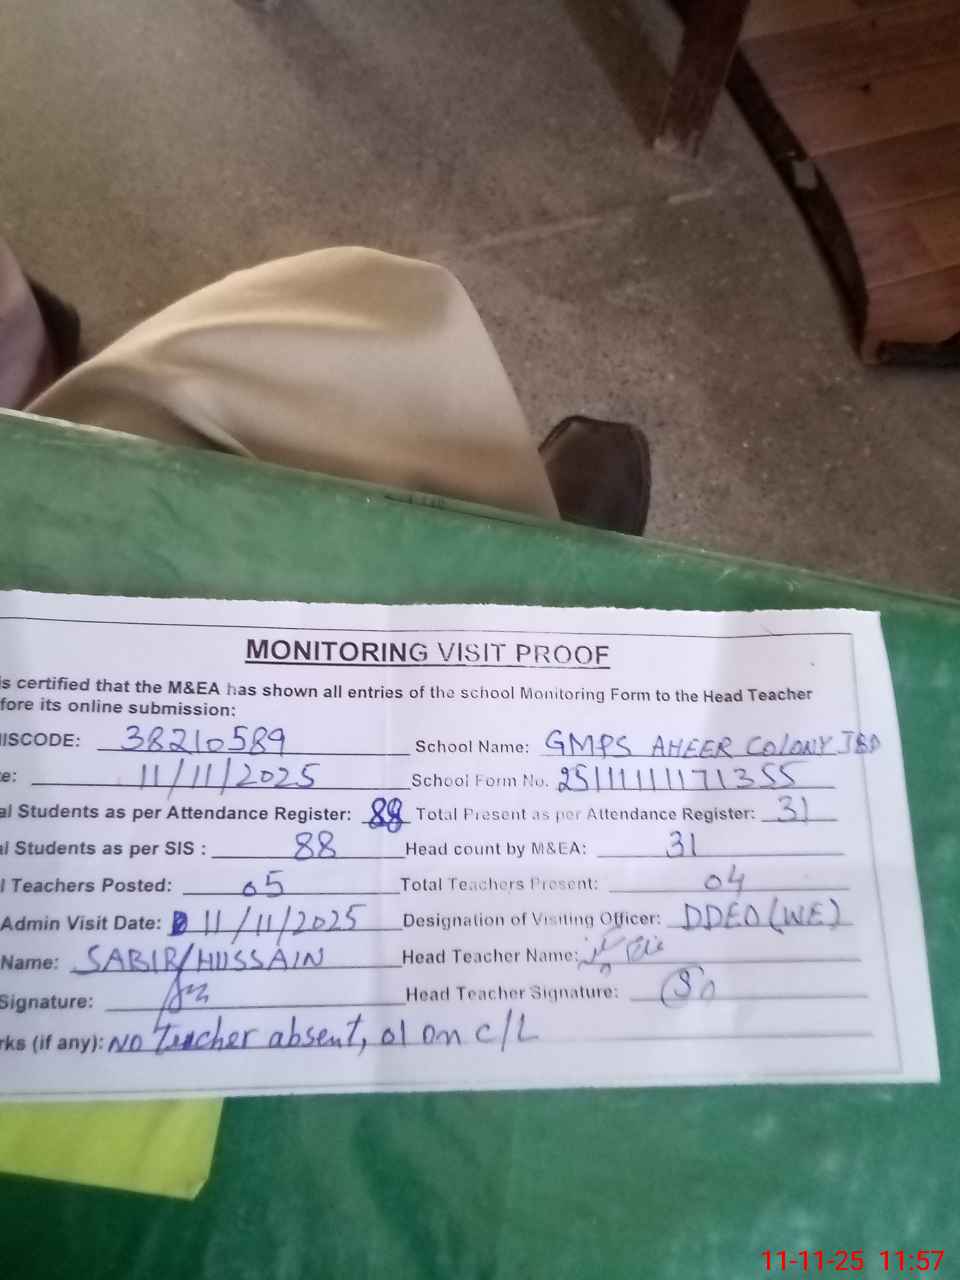 MONITORING VISIT PROOF
is certified that the M&EA has shown all entries of the school Monitoring Form to the Head Teacher
fore its online submission:
IISCODE: 38210589 School Name: GMPS AHEER COLONY JBD
e: 11/11/2025 School Form No. 2511111171355
al Students as per Attendance Register: 88 Total Present as per Attendance Register: 31
al Students as per SIS : 88 Head count by M&EA: 31
l Teachers Posted: 05 Total Teachers Present: 04
Admin Visit Date: 11/11/2025 Designation of Visiting Officer: DDEO (WE)
Name: SABIR HUSSAIN Head Teacher Name:
Signature: Head Teacher Signature:
rks (if any): NO Teacher absent, 01 on C/L
11-11-25 11:57